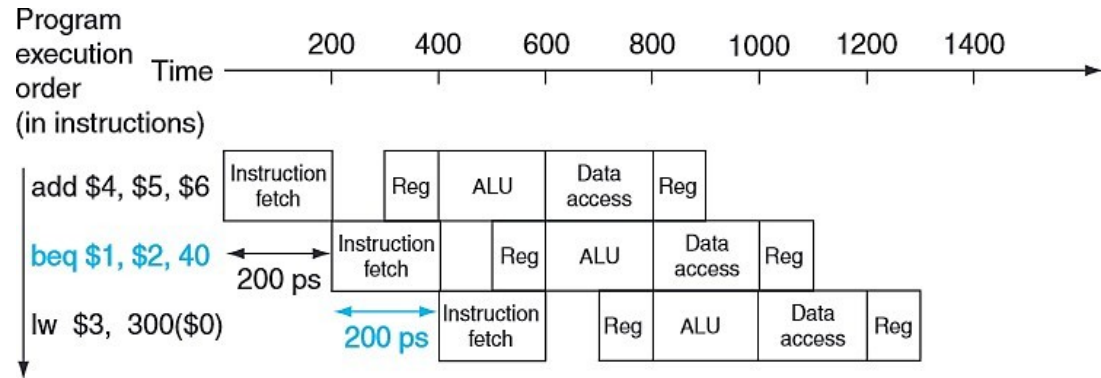 Program
execution
order
(in instructions)
Time
200 400 600 800 1000 1200 1400
add $4, $5, $6
Instruction
fetch
Reg
ALU
Data
access
Reg
beq $1, $2, 40
200 ps
Instruction
fetch
Reg
ALU
Data
access
Reg
lw $3, 300($0)
200 ps
Instruction
fetch
Reg
ALU
Data
access
Reg